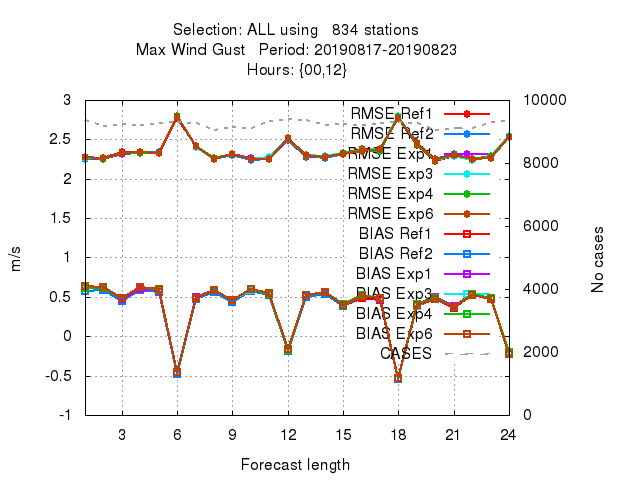 Selection: ALL using 834 stations
Max Wind Gust Period: 20190817-20190823
Hours: {00,12}
3
2.5
2
1.5
1
0.5
0
-0.5
-1
m/s
10000
8000
6000
4000
2000
0
No cases
RMSE Ref1
RMSE Ref2
RMSE Exp1
RMSE Exp3
RMSE Exp4
RMSE Exp6
BIAS Ref1
BIAS Ref2
BIAS Exp1
BIAS Exp3
BIAS Exp4
BIAS Exp6
CASES
3 6 9 12 15 18 21 24
Forecast length